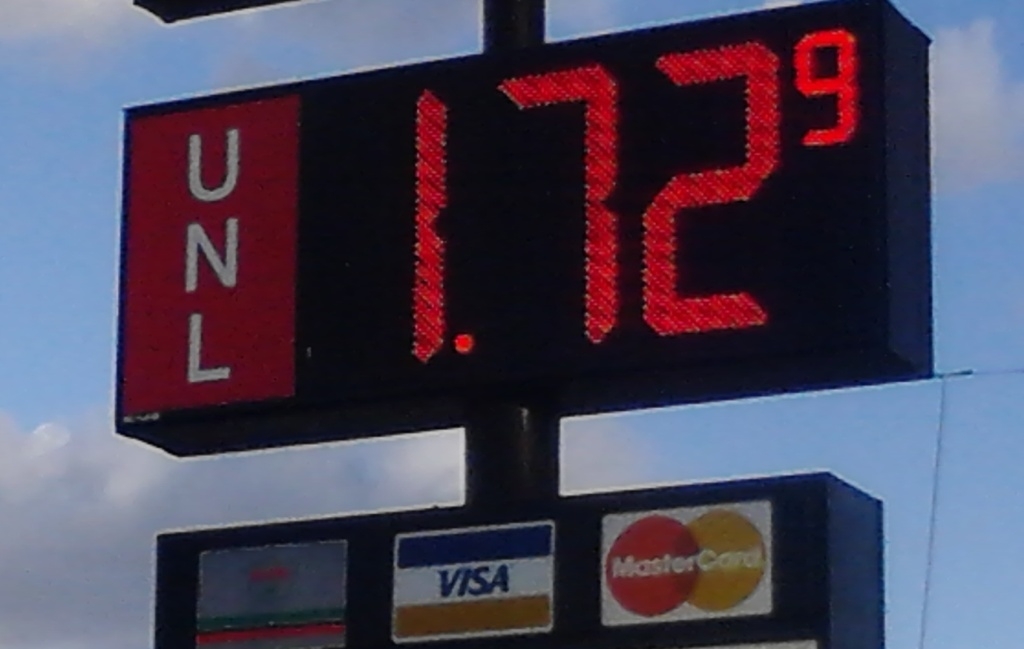 UNL
1.72 9
VISA
MasterCard